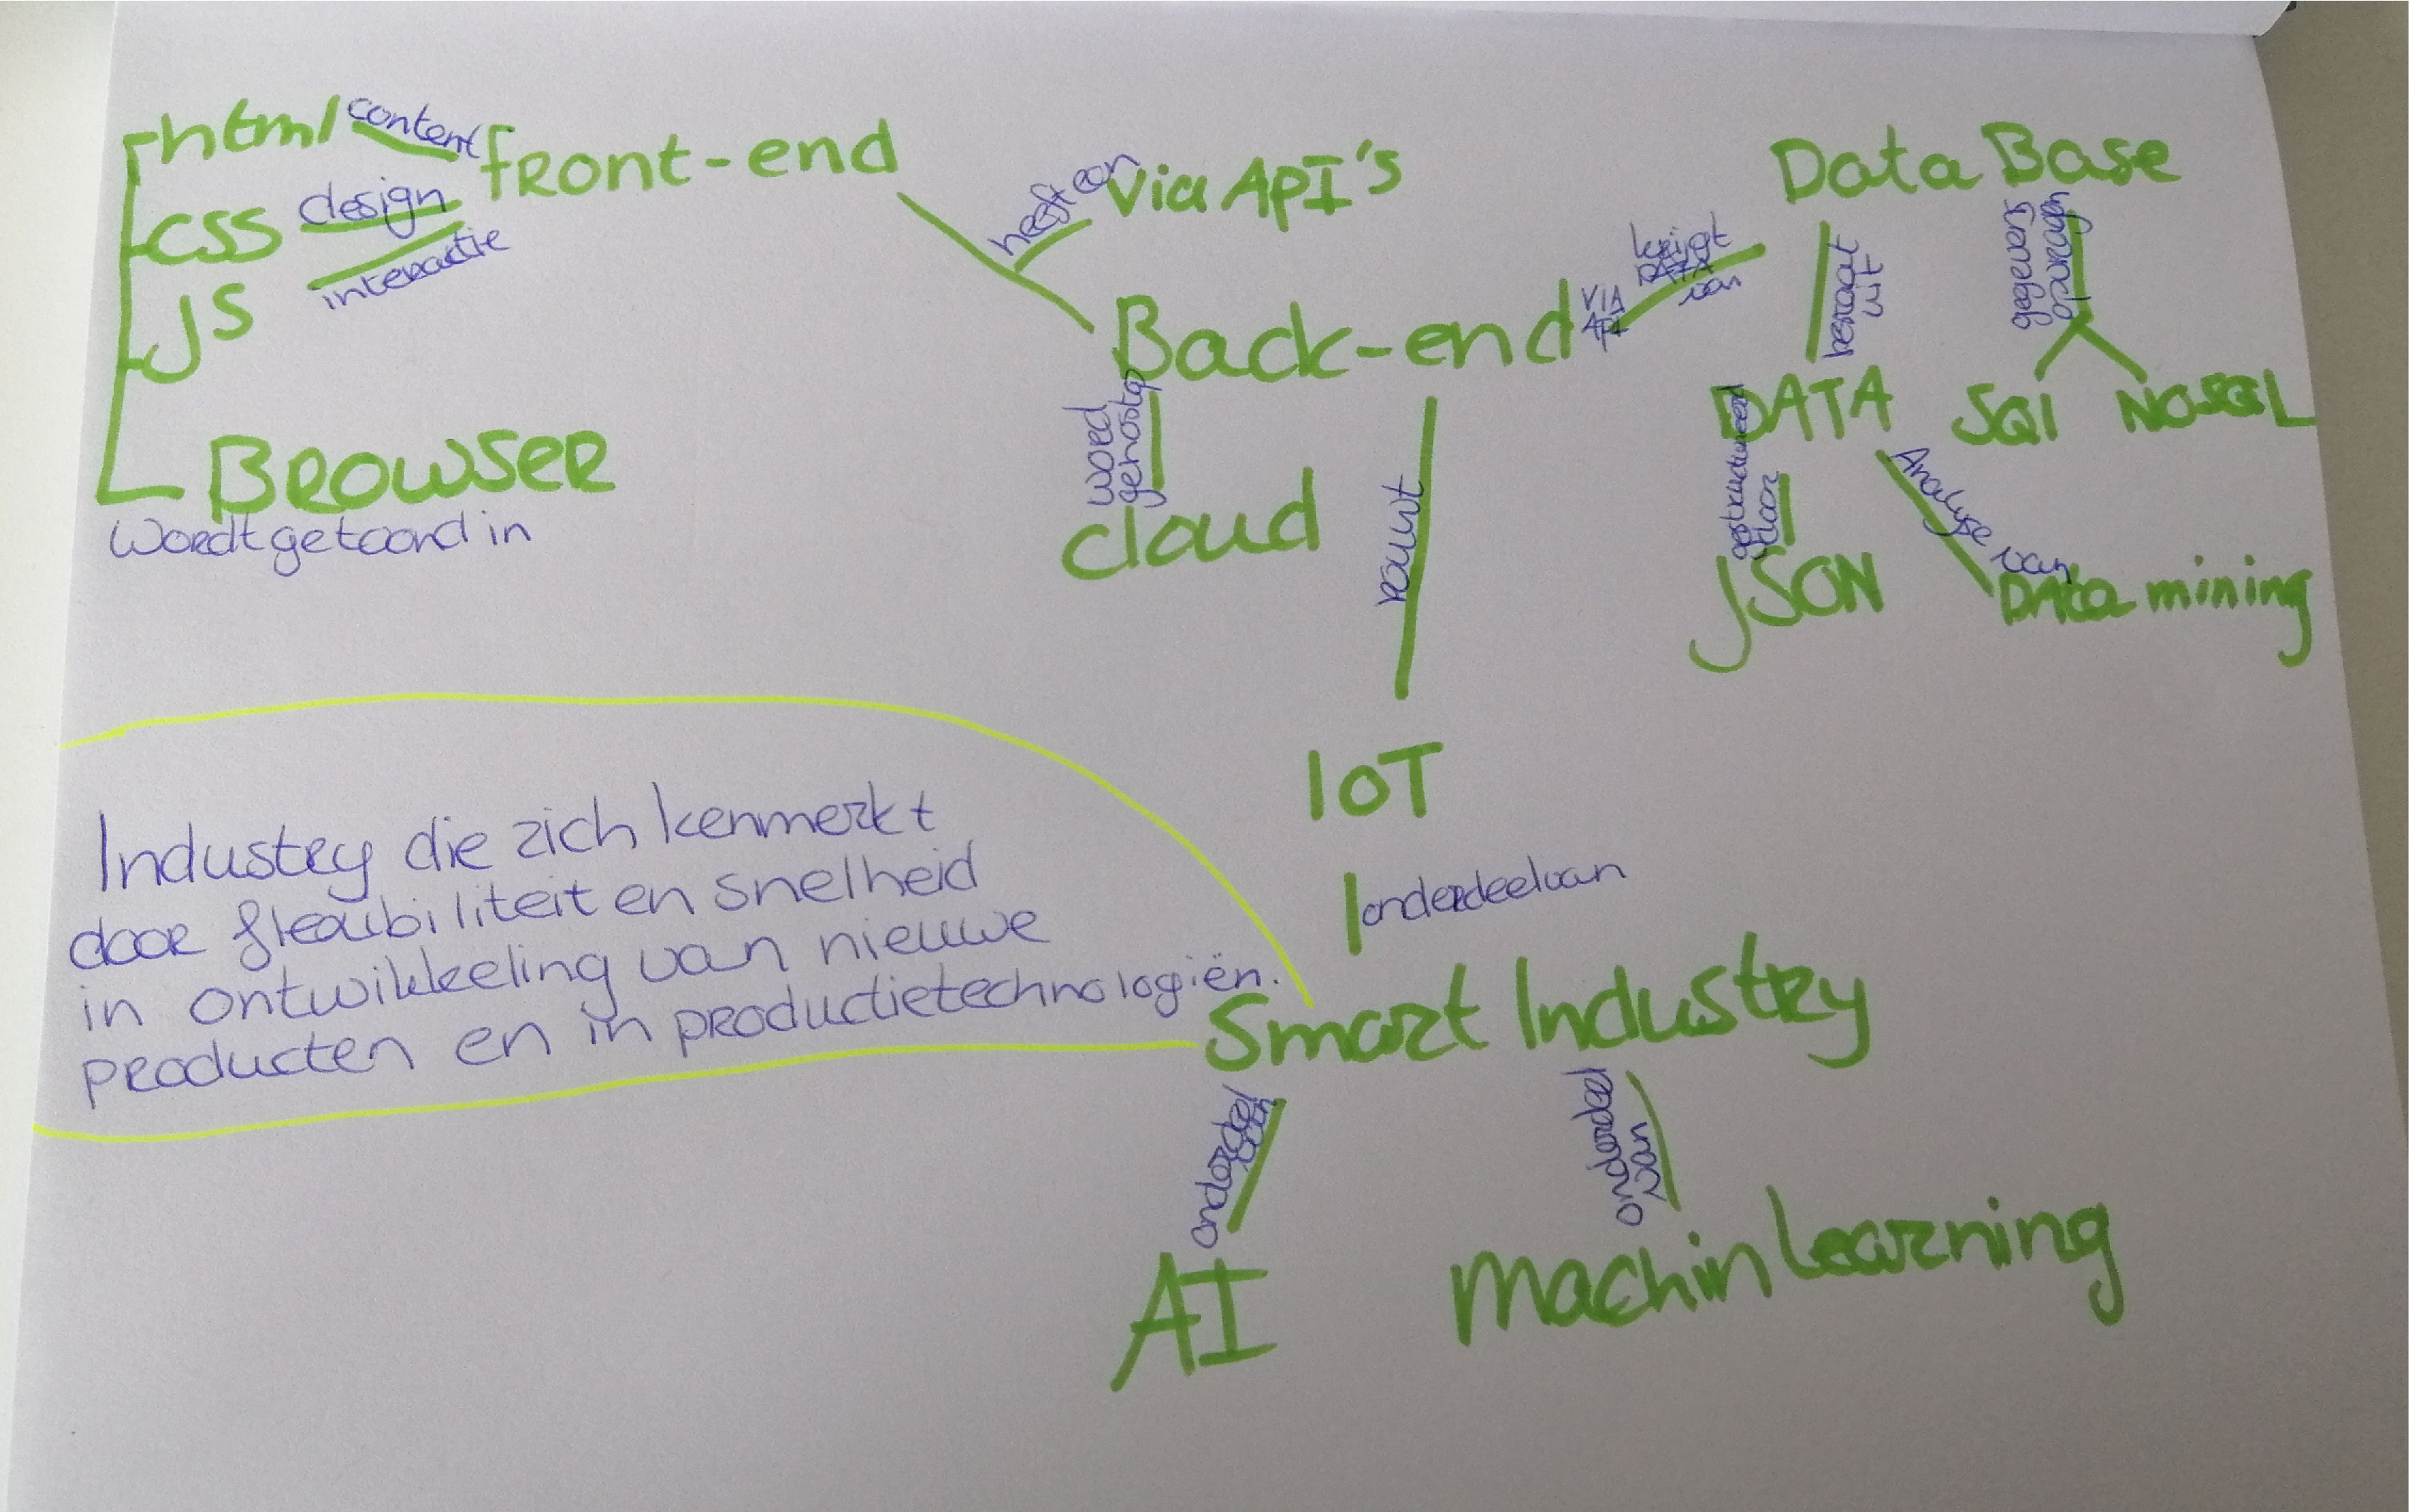 html
content
front-end
css
design
JS
interactie
BROWSER
Wordt getoond in
heeft een
via API's
Back-end
VIA
API
krijgt
DATA
van
Data Base
bestaat
uit
gegevens
opvragen
DATA
SQl
NOSQL
gestructureerd
door
JSON
Analyse van
DAta mining
word
gehost op
cloud
IoT
onderdeel van
Smart Industry
Industry die zich kenmerkt
door flexibiliteit en snelheid
in ontwikkeling van nieuwe
producten en in productietechnologiën.
onderdeel
van
AI
onderdeel
van
Machin learning